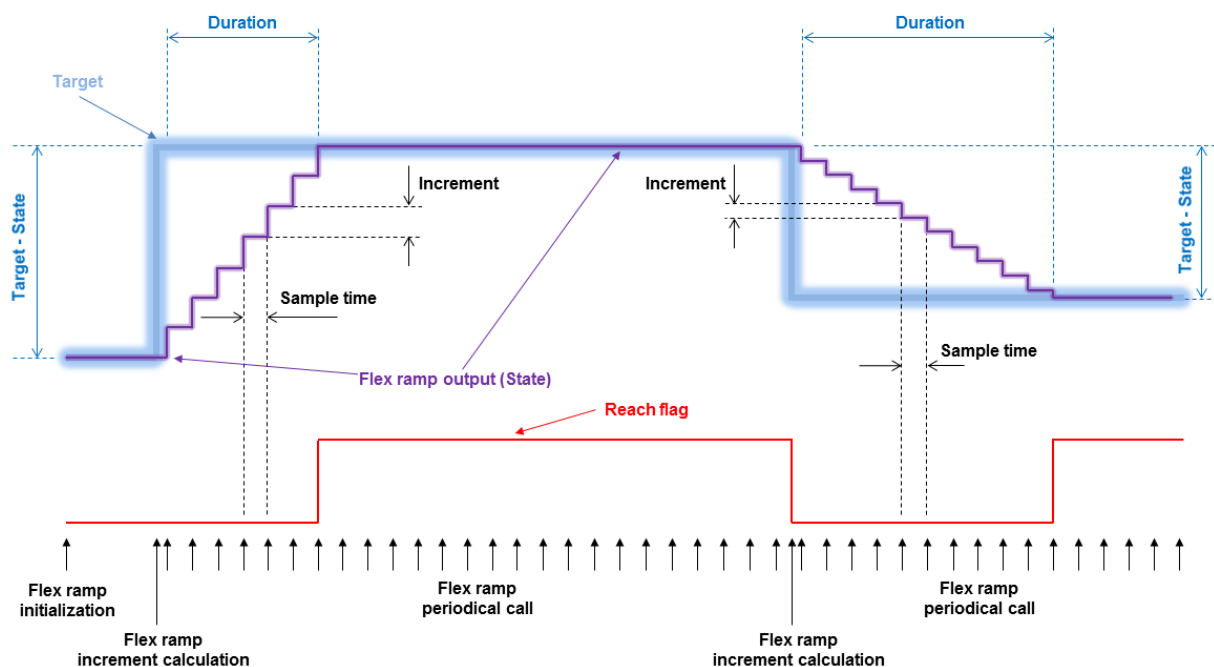 Duration
Duration
Target
Target - State
Increment
Increment
Target - State
Sample time
Sample time
Flex ramp output (State)
Reach flag
Flex ramp
initialization
Flex ramp
periodical call
Flex ramp
periodical call
Flex ramp
increment calculation
Flex ramp
increment calculation